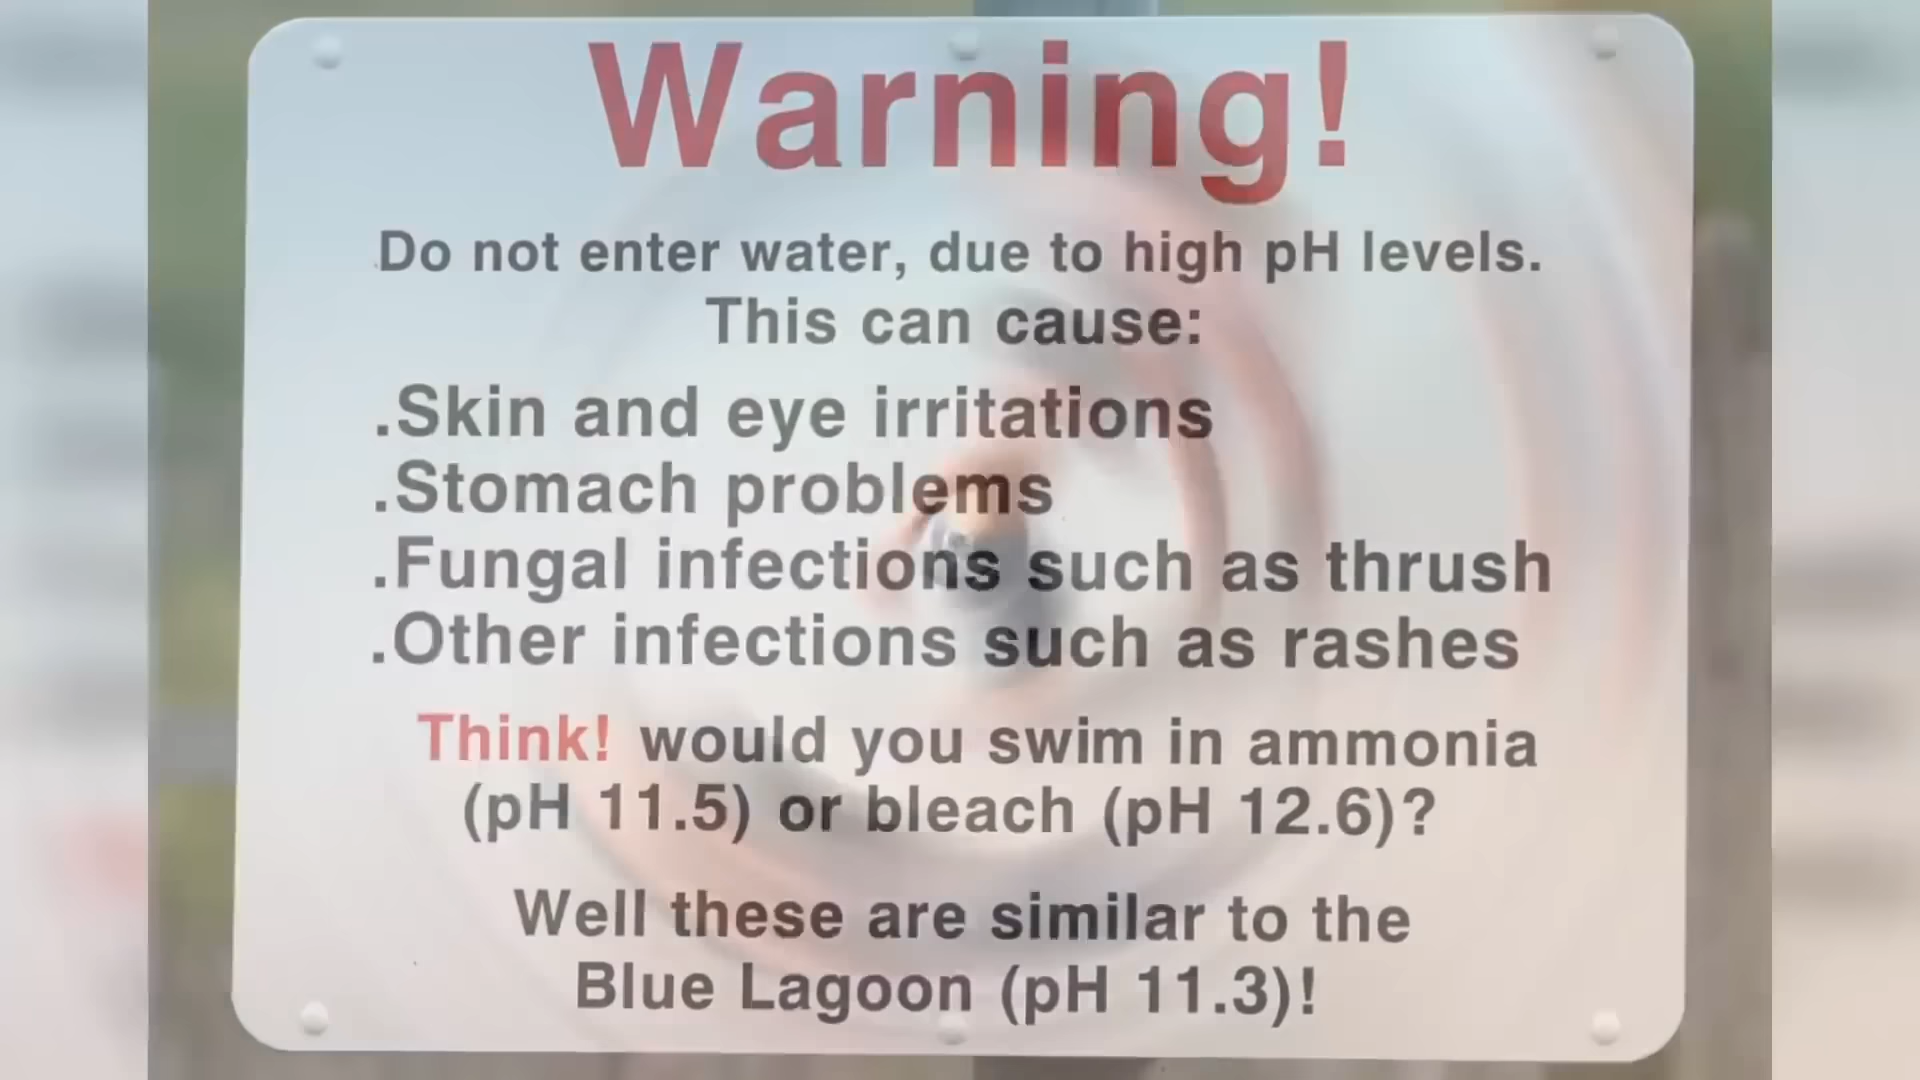 Warning!
Do not enter water, due to high pH levels.
This can cause:
.Skin and eye irritations
.Stomach problems
.Fungal infections such as thrush
.Other infections such as rashes
Think! would you swim in ammonia
(pH 11.5) or bleach (pH 12.6)?
Well these are similar to the
Blue Lagoon (pH 11.3)!